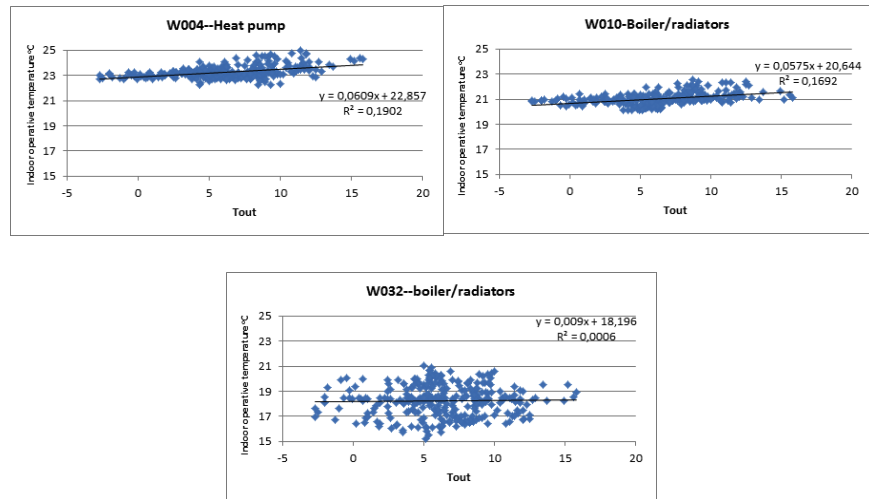 W004--Heat pump
Indoor operative temperature ºC
25
23
21
19
17
15
y = 0,0609x + 22,857
R² = 0,1902
-5 0 5 10 15 20
Tout
W010-Boiler/radiators
Indoor operative temperature ºC
25
23
21
19
17
15
y = 0,0575x + 20,644
R² = 0,1692
-5 0 5 10 15 20
Tout
W032--boiler/radiators
Indoor operative temperature ºC
25
23
21
19
17
15
y = 0,009x + 18,196
R² = 0,0006
-5 0 5 10 15 20
Tout